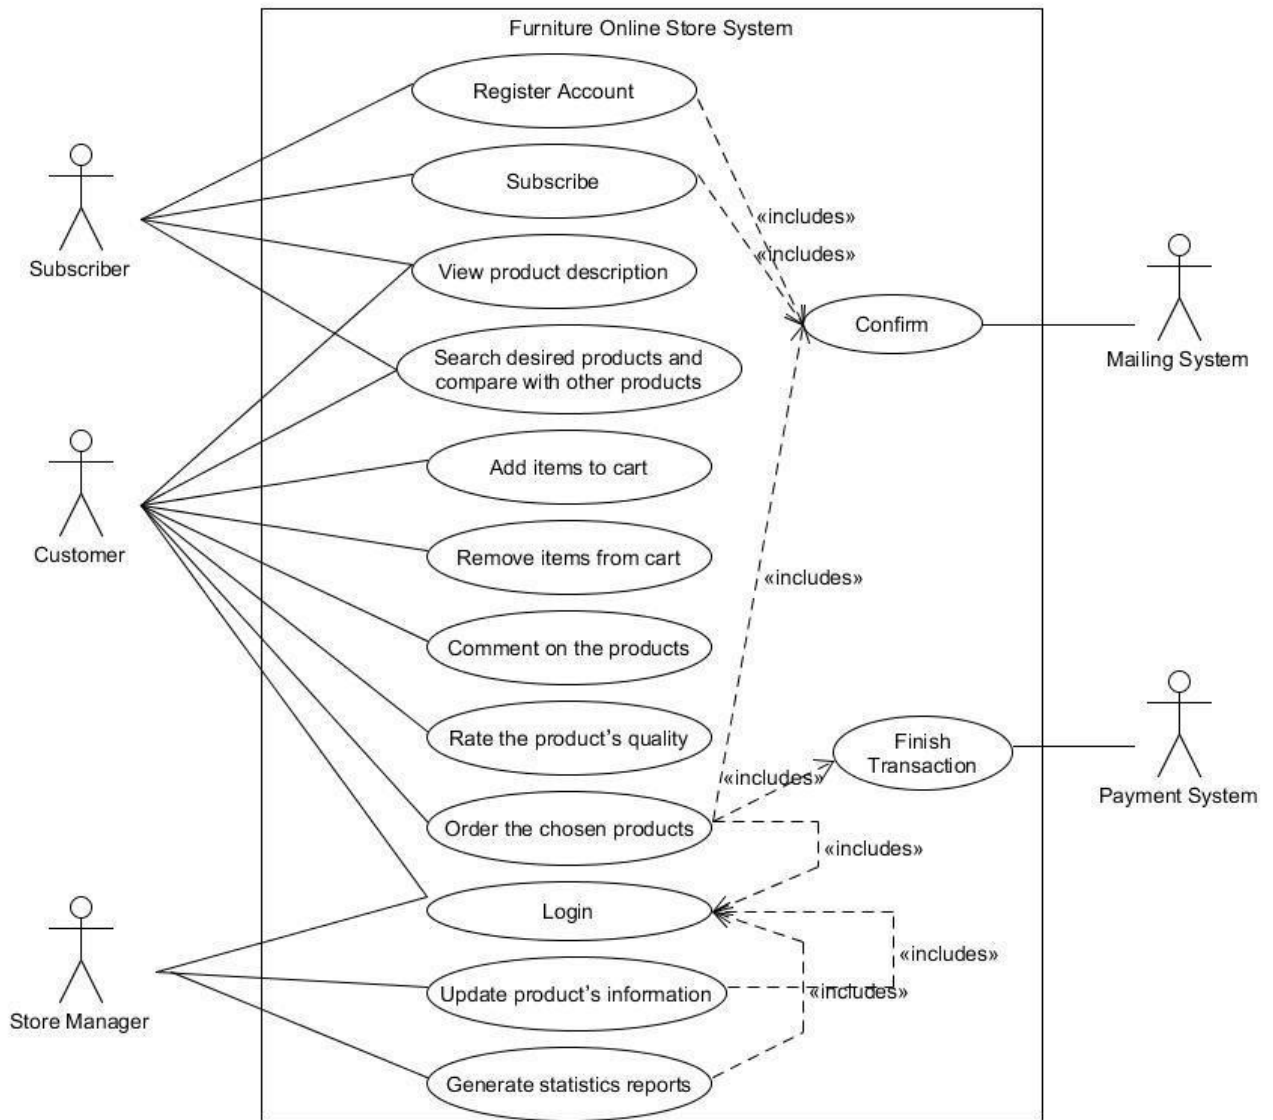 Furniture Online Store System
Register Account
Subscribe
«includes»
«includes»
Subscriber
View product description
Confirm
Mailing System
Search desired products and
compare with other products
Add items to cart
Customer
Remove items from cart
«includes»
Comment on the products
Rate the product's quality
Finish
Transaction
«includes»
Payment System
Order the chosen products
«includes»
Login
«includes»
Update product's information
«includes»
Store Manager
Generate statistics reports